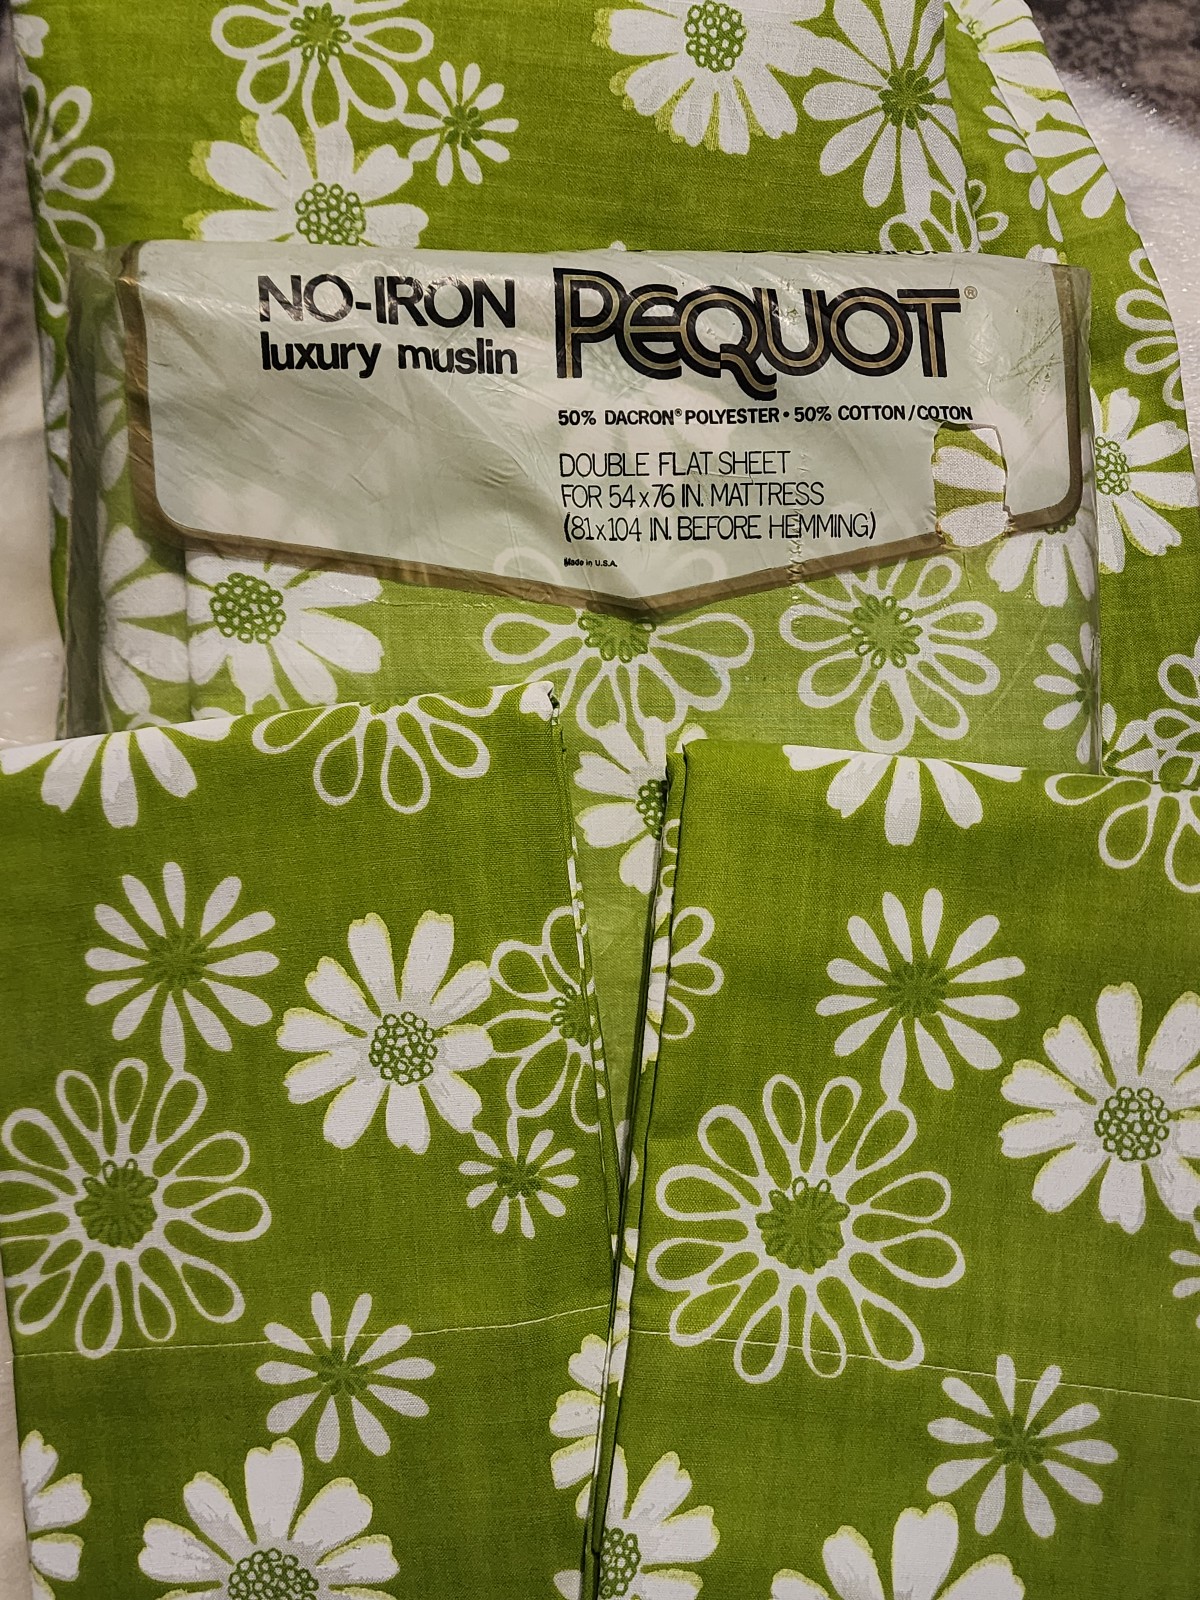 NO-IRON
luxury muslin
PEQUOT®
50% DACRON® POLYESTER • 50% COTTON/COTON
DOUBLE FLAT SHEET
FOR 54x76 IN. MATTRESS
(81x104 IN. BEFORE HEMMING)
Made in U.S.A.